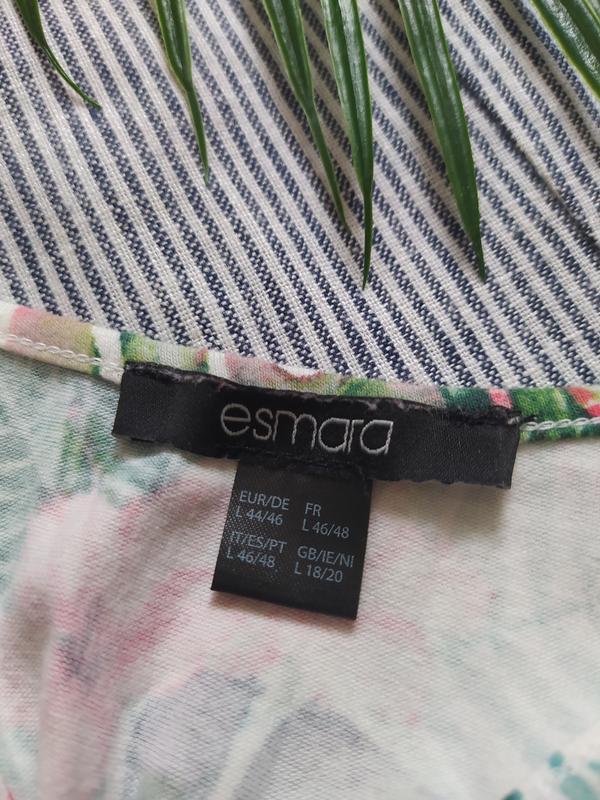 esmara
EUR/DE FR
L 44/46 L 46/48
IT/ES/PT GB/IE/NI
L 46/48 L 18/20